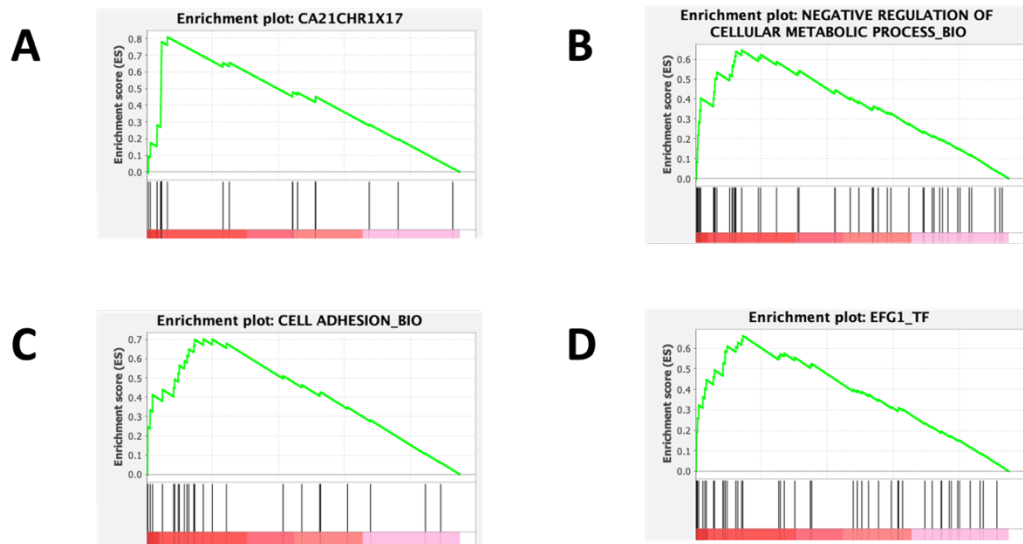 A
Enrichment plot: CA21CHR1X17
Enrichment score (ES)
0.8
0.7
0.6
0.5
0.4
0.3
0.2
0.1
0.0
B
Enrichment plot: NEGATIVE REGULATION OF
CELLULAR METABOLIC PROCESS_BIO
Enrichment score (ES)
0.6
0.5
0.4
0.3
0.2
0.1
0.0
C
Enrichment plot: CELL ADHESION_BIO
Enrichment score (ES)
0.7
0.6
0.5
0.4
0.3
0.2
0.1
0.0
D
Enrichment plot: EFG1_TF
Enrichment score (ES)
0.6
0.5
0.4
0.3
0.2
0.1
0.0